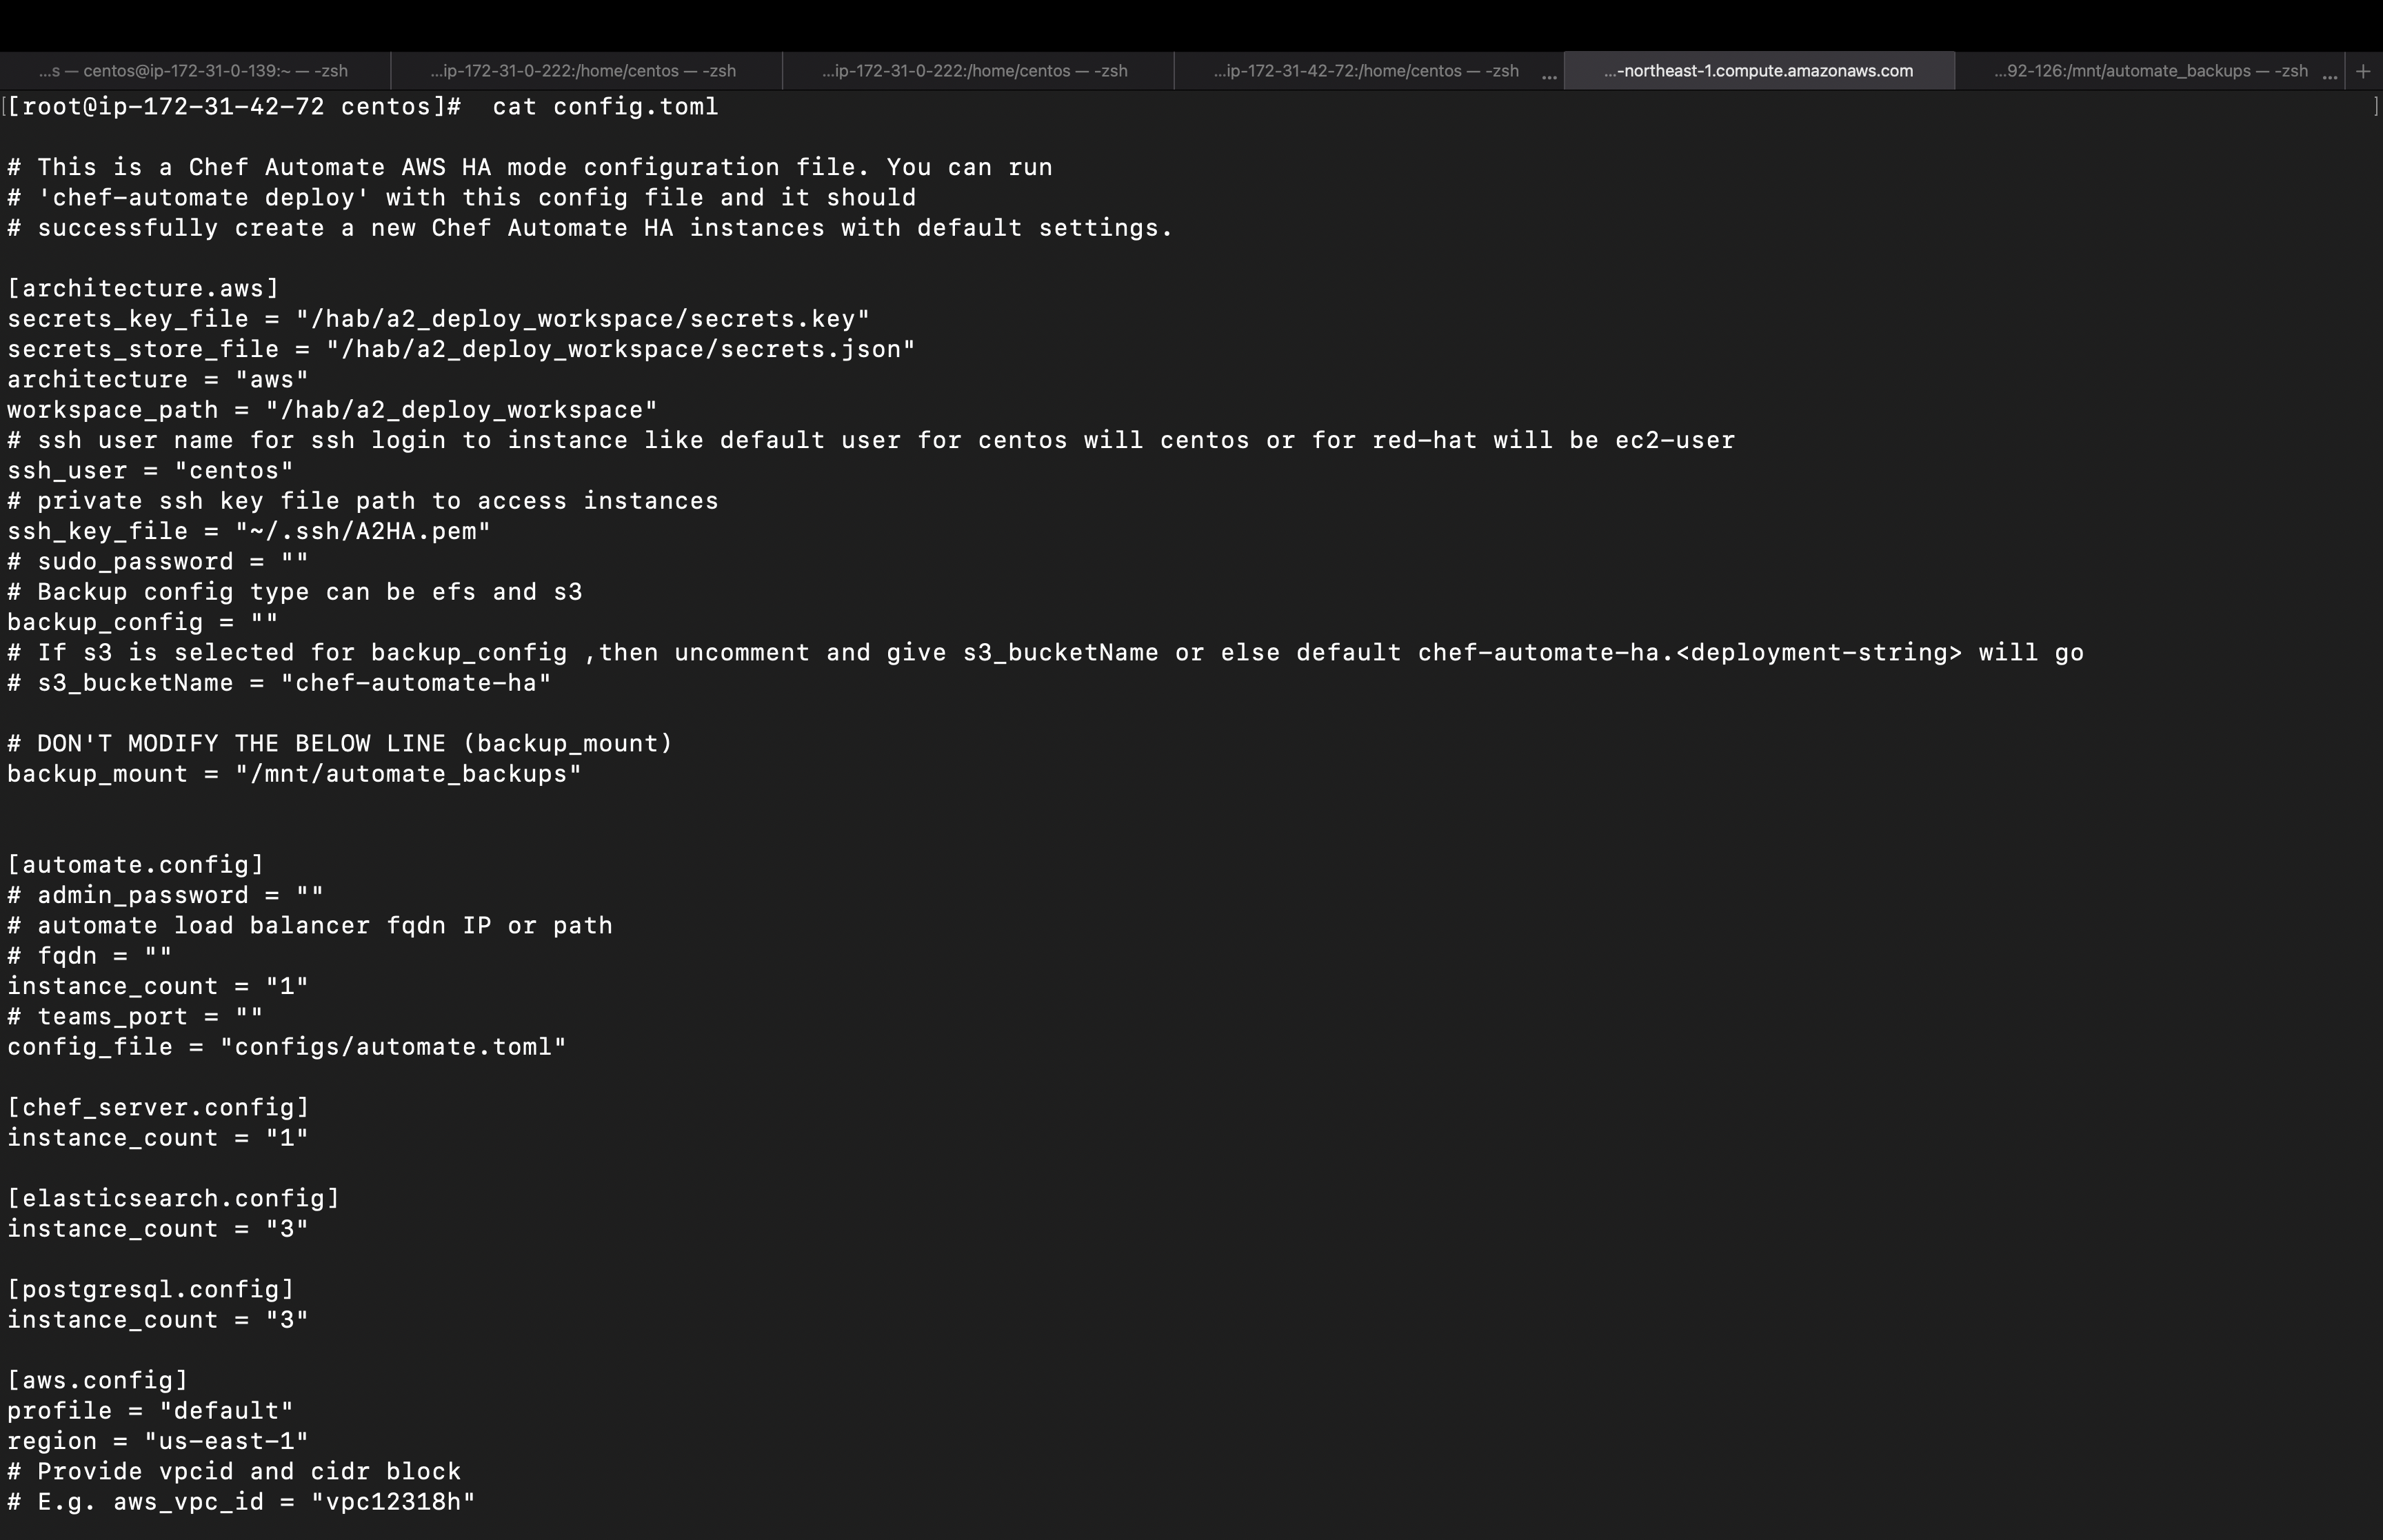 ...s — centos@ip-172-31-0-139:~ — -zsh
...ip-172-31-0-222:/home/centos — -zsh
...ip-172-31-0-222:/home/centos — -zsh
...ip-172-31-42-72:/home/centos — -zsh ...
...-northeast-1.compute.amazonaws.com
...92-126:/mnt/automate_backups — -zsh ... +
[[root@ip-172-31-42-72 centos]#  cat config.toml ]
# This is a Chef Automate AWS HA mode configuration file. You can run
# 'chef-automate deploy' with this config file and it should
# successfully create a new Chef Automate HA instances with default settings.
[architecture.aws]
secrets_key_file = "/hab/a2_deploy_workspace/secrets.key"
secrets_store_file = "/hab/a2_deploy_workspace/secrets.json"
architecture = "aws"
workspace_path = "/hab/a2_deploy_workspace"
# ssh user name for ssh login to instance like default user for centos will centos or for red-hat will be ec2-user
ssh_user = "centos"
# private ssh key file path to access instances
ssh_key_file = "~/.ssh/A2HA.pem"
# sudo_password = ""
# Backup config type can be efs and s3
backup_config = ""
# If s3 is selected for backup_config ,then uncomment and give s3_bucketName or else default chef-automate-ha.<deployment-string> will go
# s3_bucketName = "chef-automate-ha"
# DON'T MODIFY THE BELOW LINE (backup_mount)
backup_mount = "/mnt/automate_backups"
[automate.config]
# admin_password = ""
# automate load balancer fqdn IP or path
# fqdn = ""
instance_count = "1"
# teams_port = ""
config_file = "configs/automate.toml"
[chef_server.config]
instance_count = "1"
[elasticsearch.config]
instance_count = "3"
[postgresql.config]
instance_count = "3"
[aws.config]
profile = "default"
region = "us-east-1"
# Provide vpcid and cidr block
# E.g. aws_vpc_id = "vpc12318h"